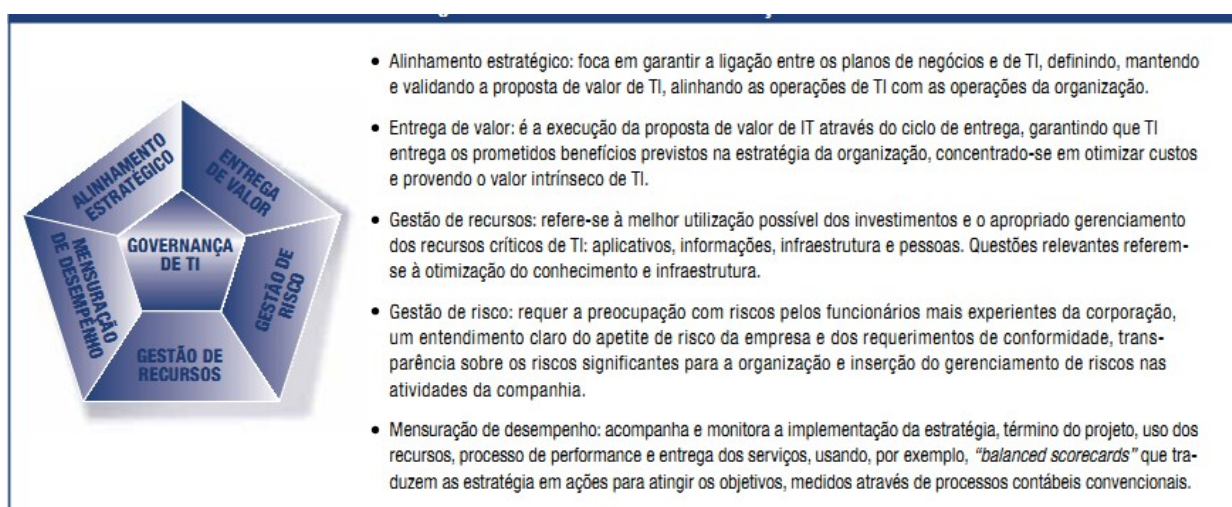 ALINHAMENTO
ESTRATÉGICO
ENTREGA
DE VALOR
GOVERNANÇA
DE TI
MENSURAÇÃO
DE DESEMPENHO
GESTÃO DE
RISCO
GESTÃO DE
RECURSOS
• Alinhamento estratégico: foca em garantir a ligação entre os planos de negócios e de TI, definindo, mantendo
e validando a proposta de valor de TI, alinhando as operações de TI com as operações da organização.
• Entrega de valor: é a execução da proposta de valor de IT através do ciclo de entrega, garantindo que TI
entrega os prometidos benefícios previstos na estratégia da organização, concentrado-se em otimizar custos
e provendo o valor intrínseco de TI.
• Gestão de recursos: refere-se à melhor utilização possível dos investimentos e o apropriado gerenciamento
dos recursos críticos de TI: aplicativos, informações, infraestrutura e pessoas. Questões relevantes referem-
se à otimização do conhecimento e infraestrutura.
• Gestão de risco: requer a preocupação com riscos pelos funcionários mais experientes da corporação,
um entendimento claro do apetite de risco da empresa e dos requerimentos de conformidade, trans-
parência sobre os riscos significantes para a organização e inserção do gerenciamento de riscos nas
atividades da companhia.
• Mensuração de desempenho: acompanha e monitora a implementação da estratégia, término do projeto, uso dos
recursos, processo de performance e entrega dos serviços, usando, por exemplo, “balanced scorecards” que tra-
duzem as estratégia em ações para atingir os objetivos, medidos através de processos contábeis convencionais.